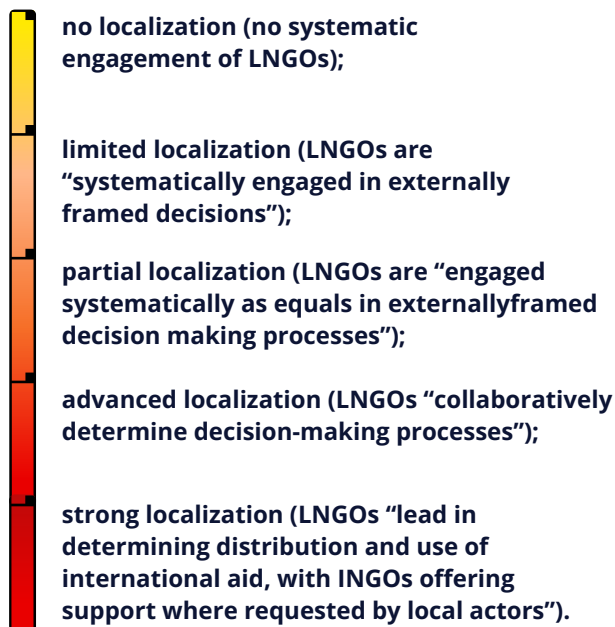 no localization (no systematic
engagement of LNGOs);
limited localization (LNGOs are
“systematically engaged in externally
framed decisions”);
partial localization (LNGOs are “engaged
systematically as equals in externallyframed
decision making processes”);
advanced localization (LNGOs “collaboratively
determine decision-making processes”);
strong localization (LNGOs “lead in
determining distribution and use of
international aid, with INGOs offering
support where requested by local actors”).